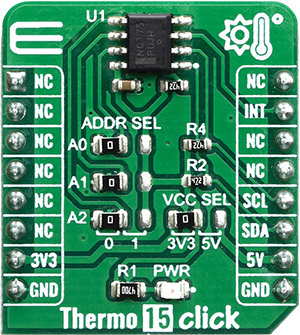 U1
NC
NC
NC
INT
ADDR SEL
R4
NC
A0
NC
NC
R2
NC
A1
NC
VCC SEL
SCL
A2
NC
SDA
0 1
3V3 5V
3V3
5V
GND
R1 PWR
GND
4700
Thermo 15 click